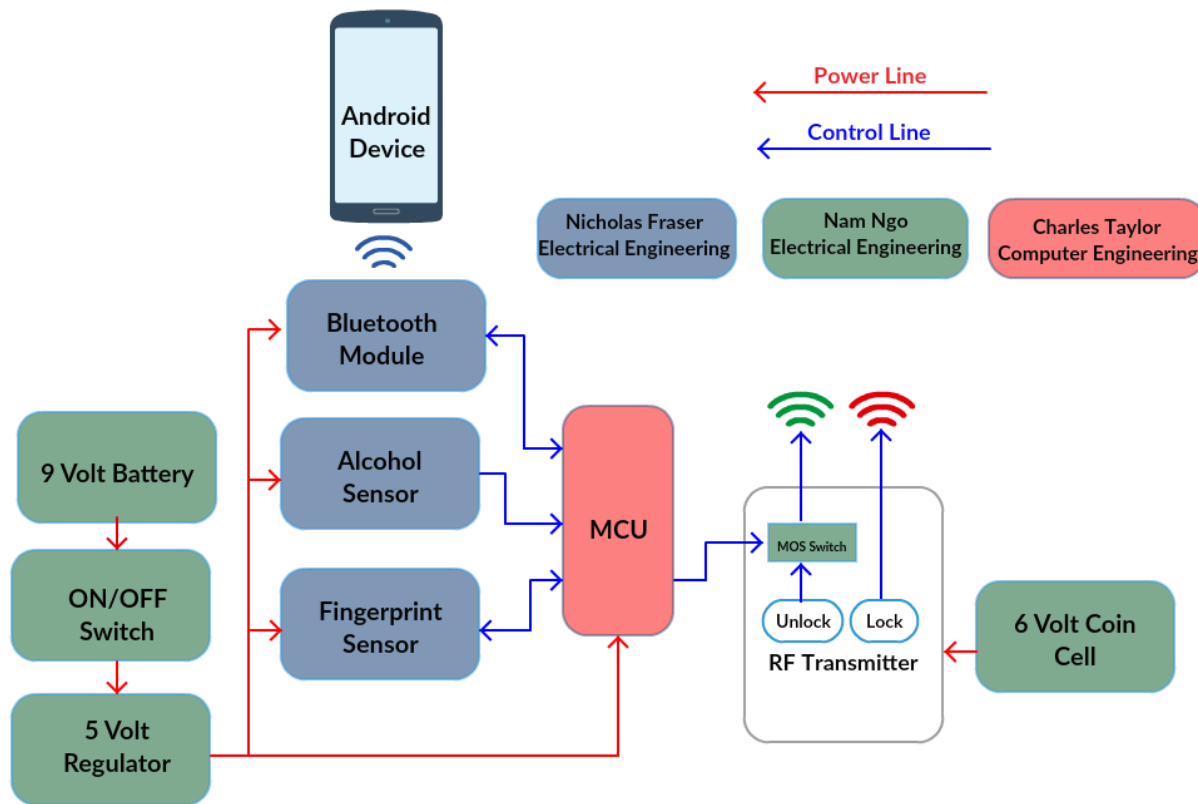 Android
Device
Power Line
Control Line
Nicholas Fraser
Electrical Engineering
Nam Ngo
Electrical Engineering
Charles Taylor
Computer Engineering
Bluetooth
Module
9 Volt Battery
Alcohol
Sensor
MCU
MOS Switch
ON/OFF
Switch
Fingerprint
Sensor
Unlock
Lock
RF Transmitter
6 Volt Coin
Cell
5 Volt
Regulator